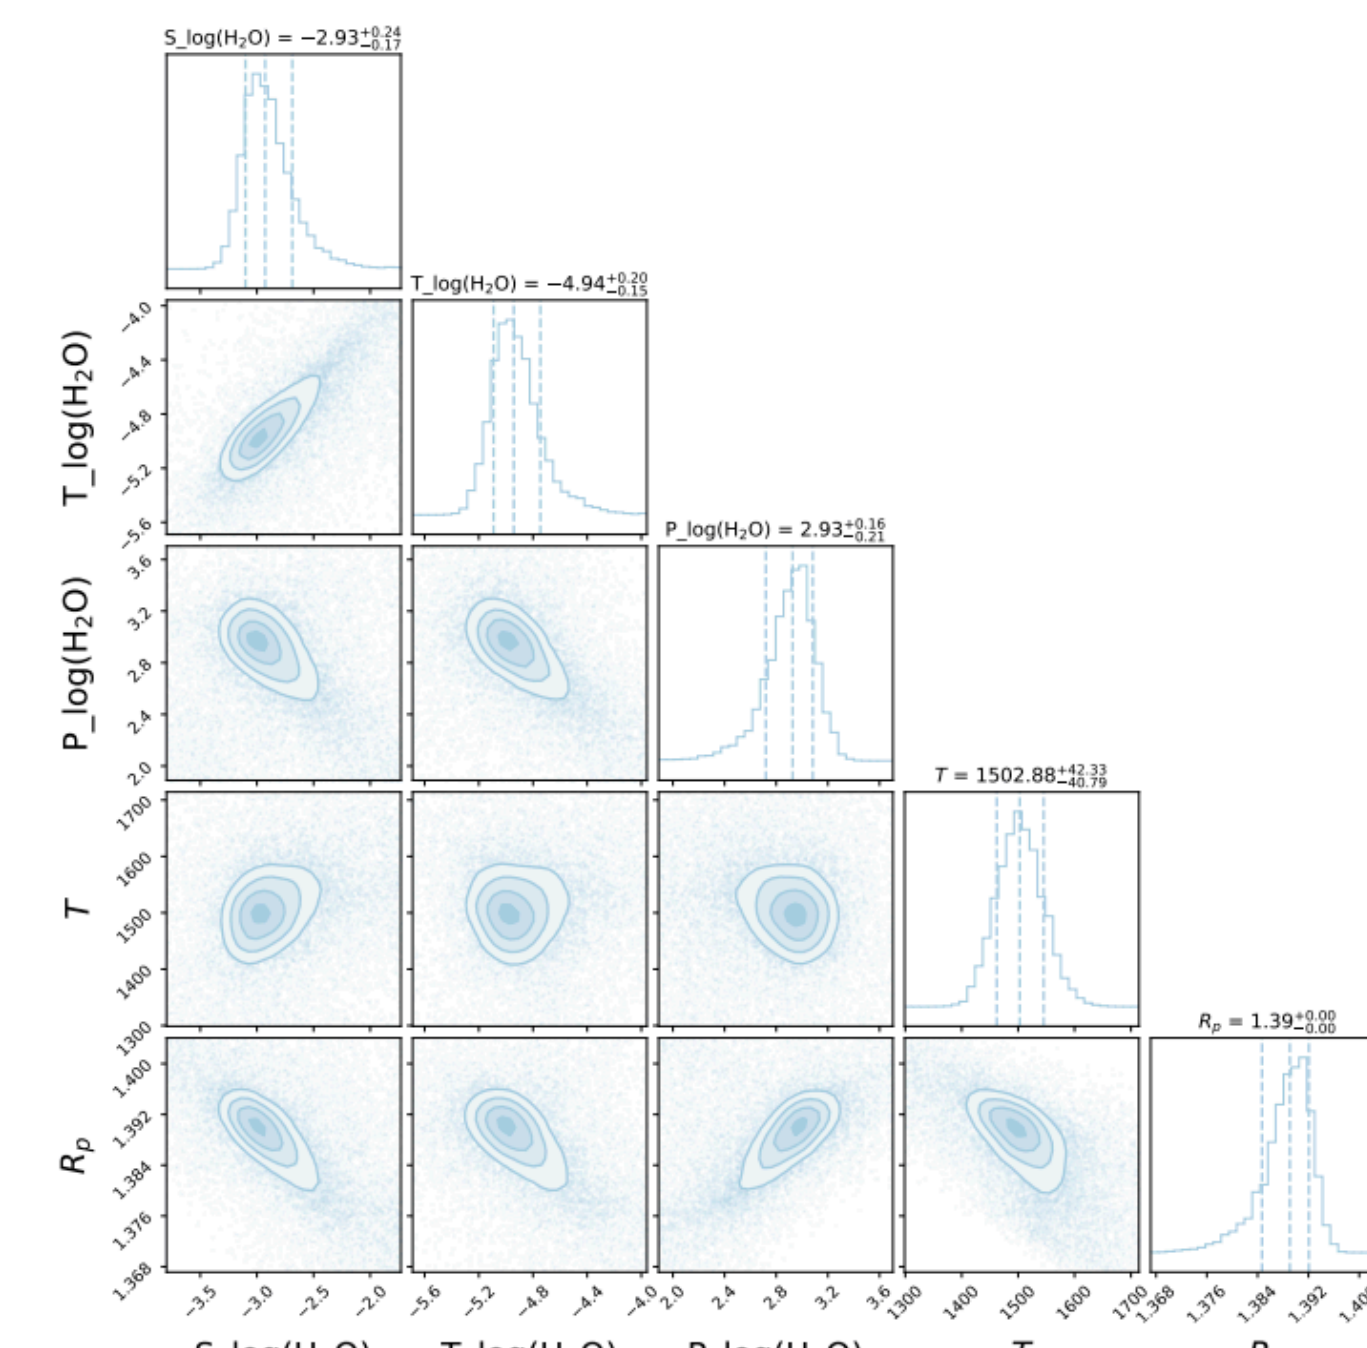 S_log(H₂O) = −2.93 +0.24 −0.17
T_log(H₂O) = −4.94 +0.20 −0.15
−4.0
−4.4
−4.8
−5.2
−5.6
T_log(H₂O)
P_log(H₂O) = 2.93 +0.16 −0.21
3.6
3.2
2.8
2.4
2.0
P_log(H₂O)
T = 1502.88 +42.33 −40.79
1700
1600
1500
1400
1300
T
Rₚ = 1.39 +0.00 −0.00
1.400
1.392
1.384
1.376
1.368
Rₚ
−3.5 −3.0 −2.5 −2.0 −5.6 −5.2 −4.8 −4.4 −4.0 2.0 2.4 2.8 3.2 3.6 1300 1400 1500 1600 1700 1.368 1.376 1.384 1.392
S_log(H₂O) T_log(H₂O) P_log(H₂O) T